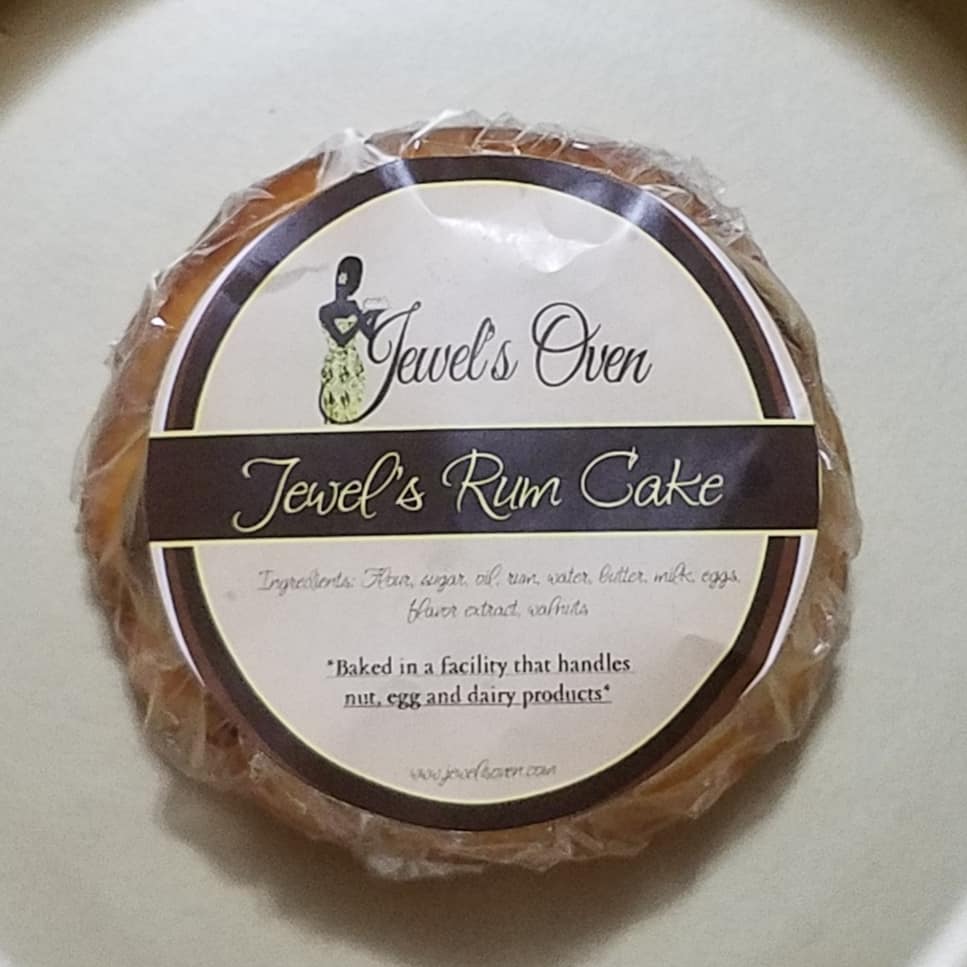 Jewel's Oven
Jewel's Rum Cake
Ingredients: Flour, sugar, oil, rum, water, butter, milk, eggs,
flavor extract, walnuts
*Baked in a facility that handles
nut, egg and dairy products*
www.jewelsoven.com